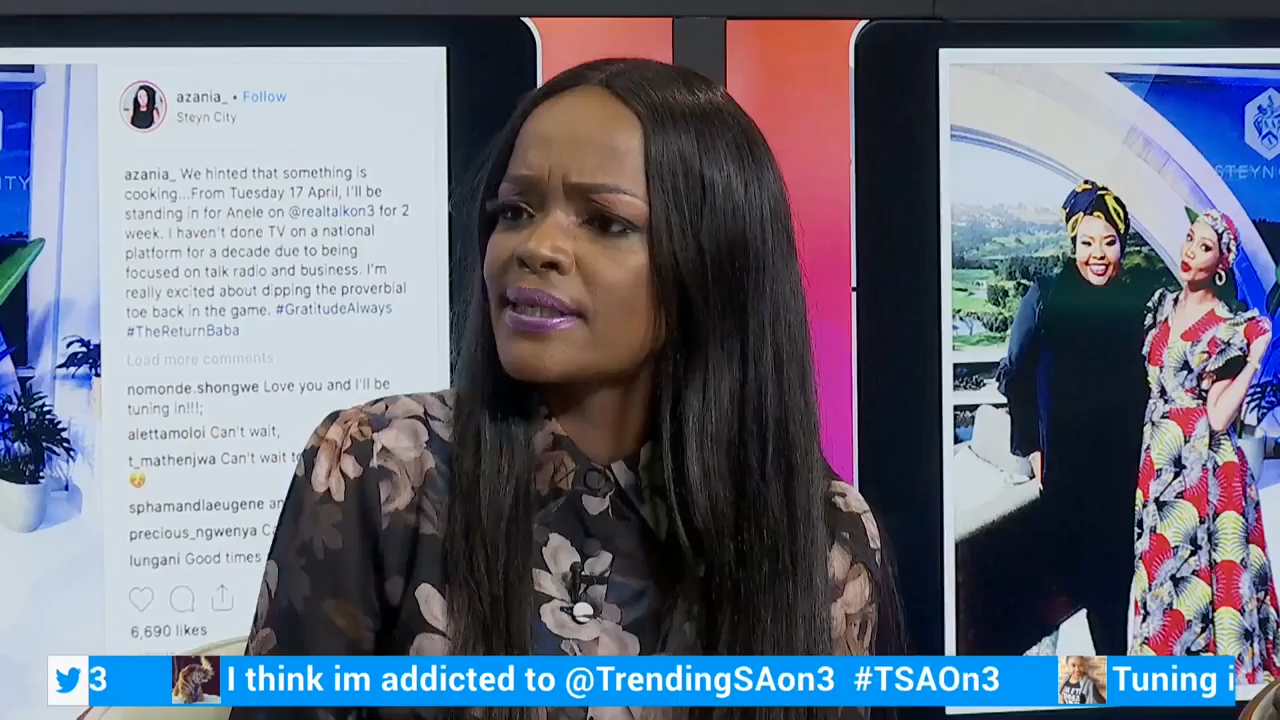 azania_ • Follow
Steyn City
azania_ We hinted that something is
cooking...From Tuesday 17 April, I'll be
standing in for Anele on @realtalkon3 for 2
week. I haven't done TV on a national
platform for a decade due to being
focused on talk radio and business. I'm
really excited about dipping the proverbial
toe back in the game. #GratitudeAlways
#TheReturnBaba
Load more comments
nomonde.shongwe Love you and I'll be
tuning in!!!;
alettamoloi Can't wait,
t_mathenjwa Can't wait
sphamandlaeugene
precious_ngwenya
lungani Good times
6,690 likes
ITY
STEYN
3 I think im addicted to @TrendingSAon3 #TSAOn3 Tuning i